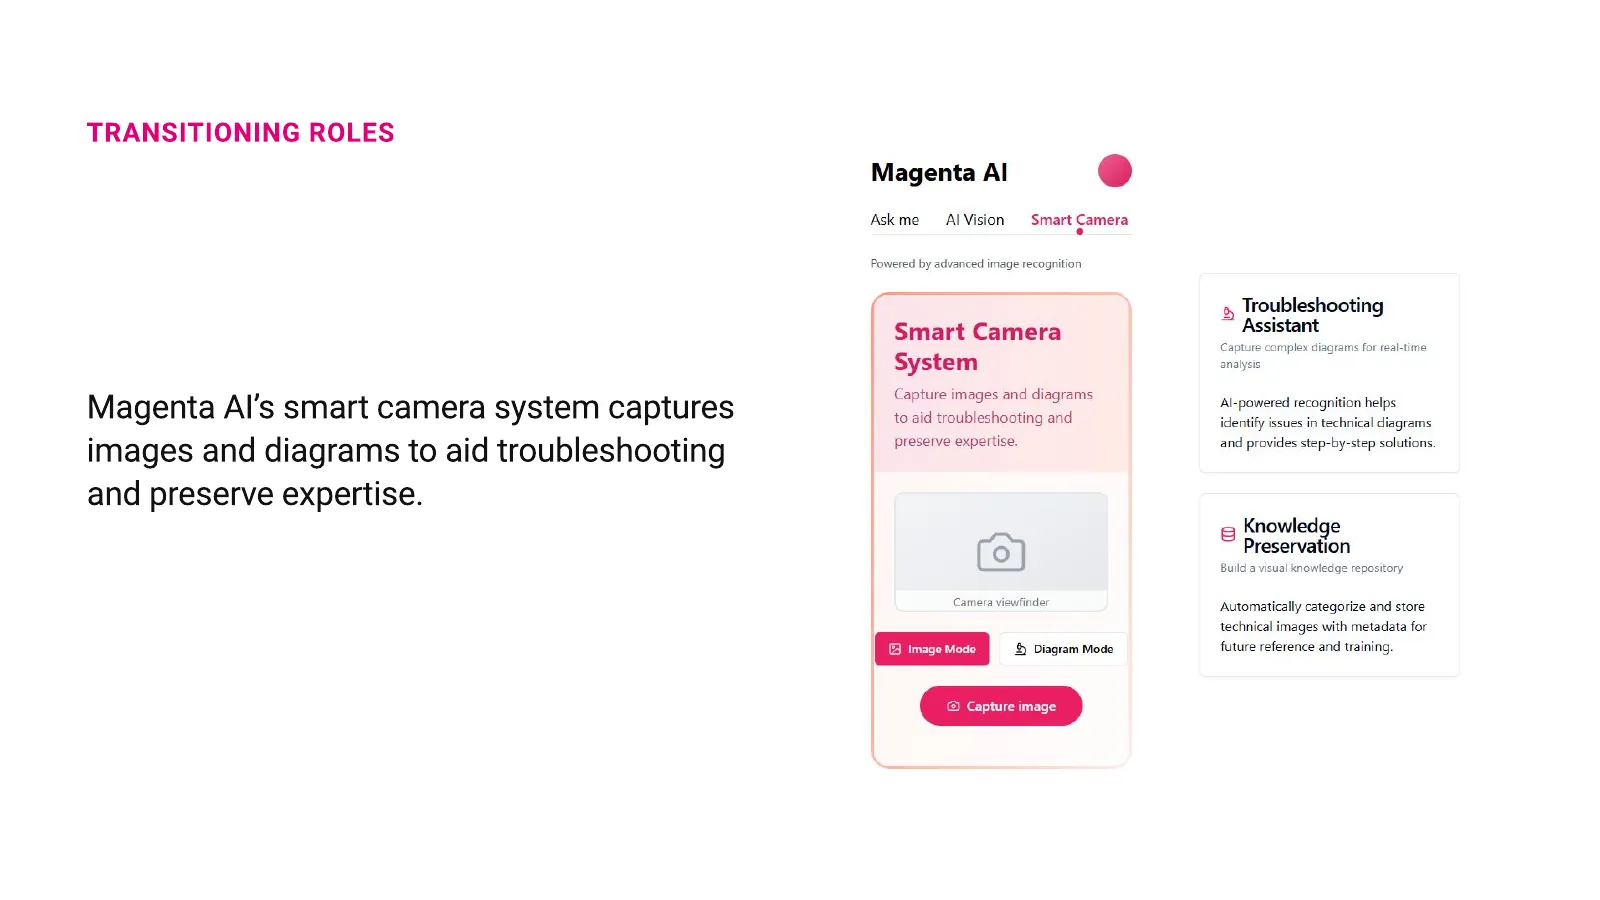 TRANSITIONING ROLES
Magenta AI’s smart camera system captures
images and diagrams to aid troubleshooting
and preserve expertise.
Magenta AI
Ask me AI Vision Smart Camera
Powered by advanced image recognition
Smart Camera
System
Capture images and diagrams
to aid troubleshooting and
preserve expertise.
Camera viewfinder
Image Mode Diagram Mode
Capture image
Troubleshooting
Assistant
Capture complex diagrams for real-time
analysis
AI-powered recognition helps
identify issues in technical diagrams
and provides step-by-step solutions.
Knowledge
Preservation
Build a visual knowledge repository
Automatically categorize and store
technical images with metadata for
future reference and training.